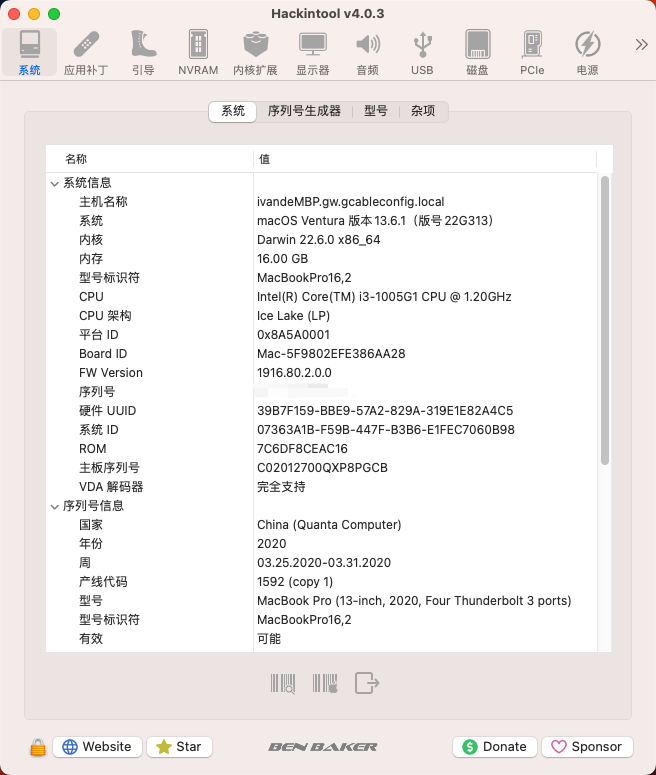 Hackintool v4.0.3
系统 应用补丁 引导 NVRAM 内核扩展 显示器 音频 USB 磁盘 PCIe 电源
系统 序列号生成器 型号 杂项
名称 值
系统信息
主机名称 ivandeMBP.gw.gcableconfig.local
系统 macOS Ventura 版本13.6.1（版号22G313）
内核 Darwin 22.6.0 x86_64
内存 16.00 GB
型号标识符 MacBookPro16,2
CPU Intel(R) Core(TM) i3-1005G1 CPU @ 1.20GHz
CPU 架构 Ice Lake (LP)
平台 ID 0x8A5A0001
Board ID Mac-5F9802EFE386AA28
FW Version 1916.80.2.0.0
序列号
硬件 UUID 39B7F159-BBE9-57A2-829A-319E1E82A4C5
系统 ID 07363A1B-F59B-447F-B3B6-E1FEC7060B98
ROM 7C6DF8CEAC16
主板序列号 C02012700QXP8PGCB
VDA 解码器 完全支持
序列号信息
国家 China (Quanta Computer)
年份 2020
周 03.25.2020-03.31.2020
产线代码 1592 (copy 1)
型号 MacBook Pro (13-inch, 2020, Four Thunderbolt 3 ports)
型号标识符 MacBookPro16,2
有效 可能
Website Star BEN BAKER Donate Sponsor